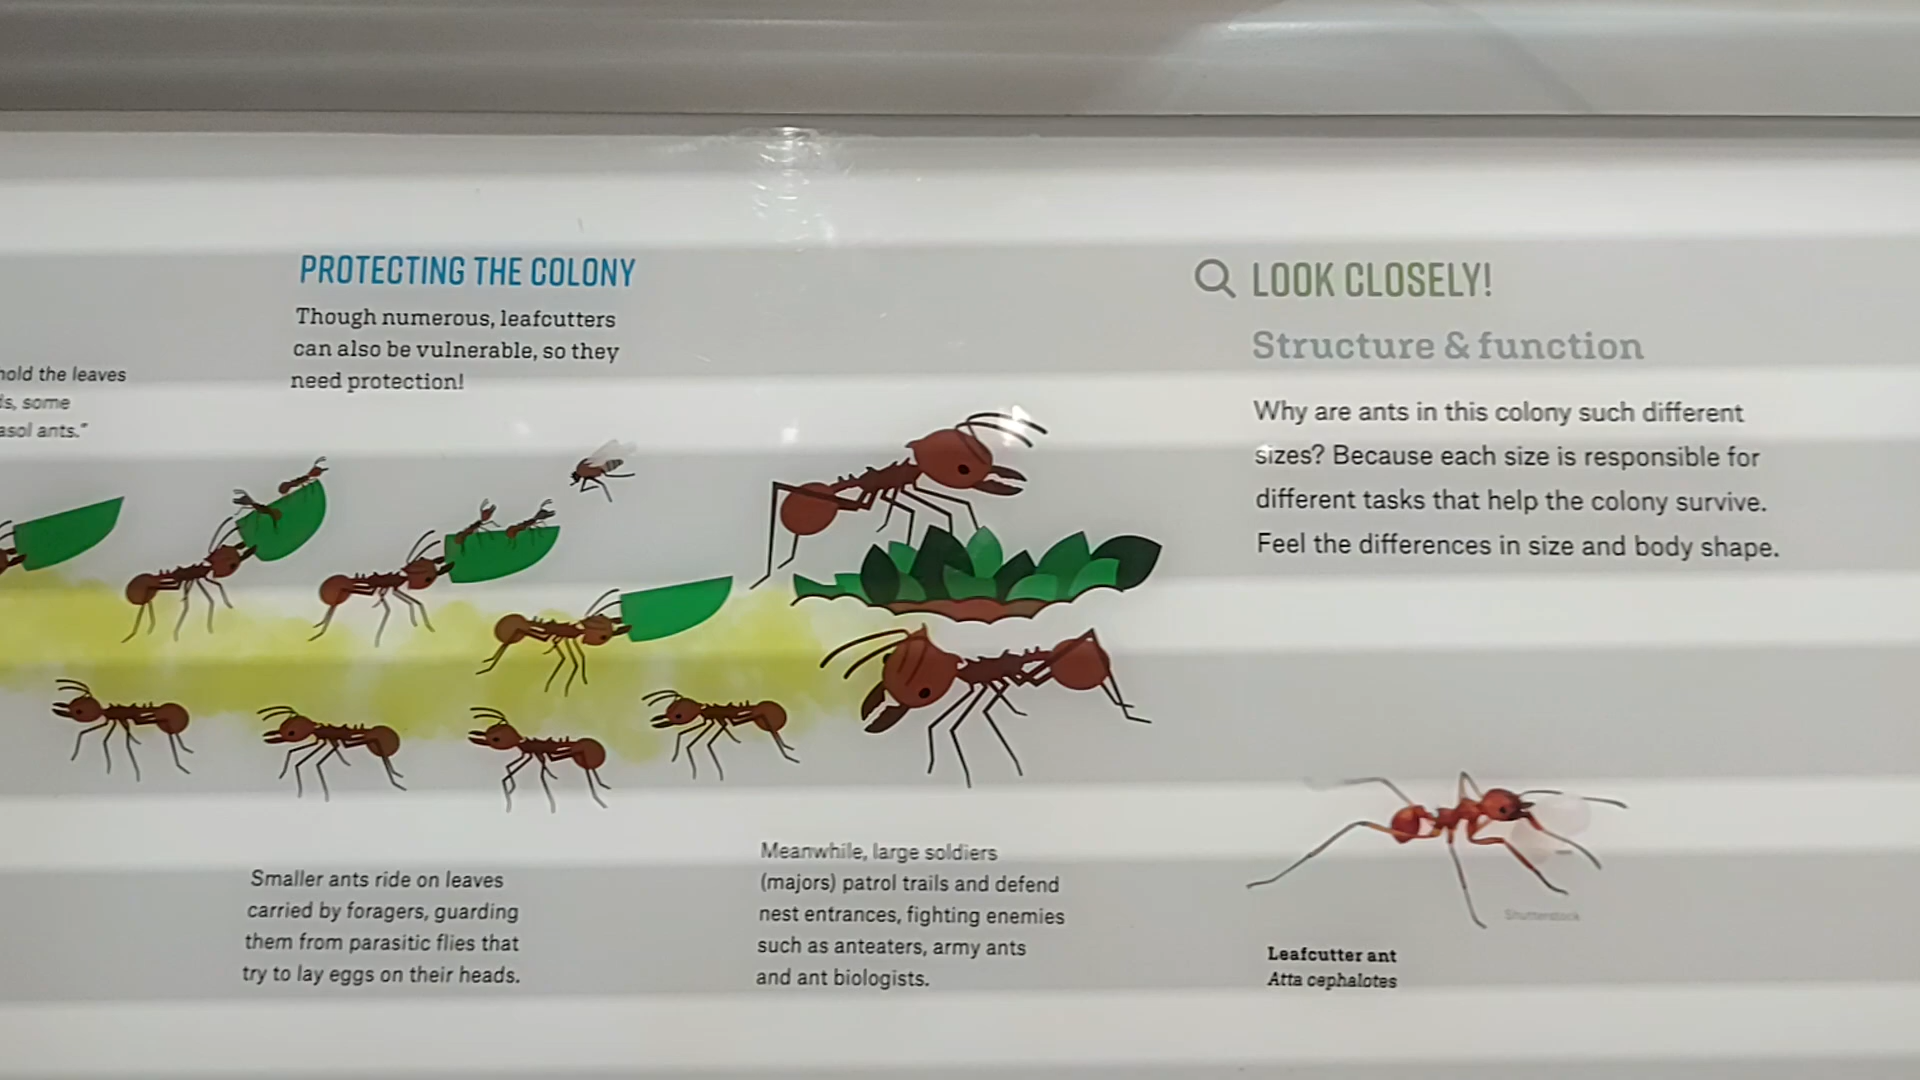 hold the leaves
some
asol ants."
PROTECTING THE COLONY
Though numerous, leafcutters
can also be vulnerable, so they
need protection!
Smaller ants ride on leaves
carried by foragers, guarding
them from parasitic flies that
try to lay eggs on their heads.
Meanwhile, large soldiers
(majors) patrol trails and defend
nest entrances, fighting enemies
such as anteaters, army ants
and ant biologists.
LOOK CLOSELY!
Structure & function
Why are ants in this colony such different
sizes? Because each size is responsible for
different tasks that help the colony survive.
Feel the differences in size and body shape.
Shutterstock
Leafcutter ant
Atta cephalotes